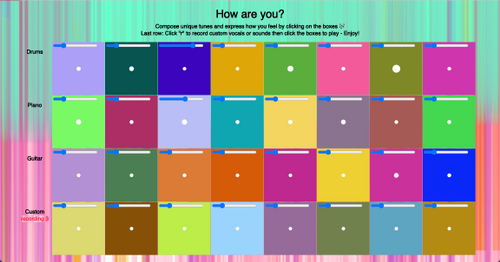 How are you?
Compose unique tunes and express how you feel by clicking on the boxes
Last row: Click 'r' to record custom vocals or sounds then click the boxes to play - Enjoy!
Drums
Piano
Guitar
Custom
recording 3